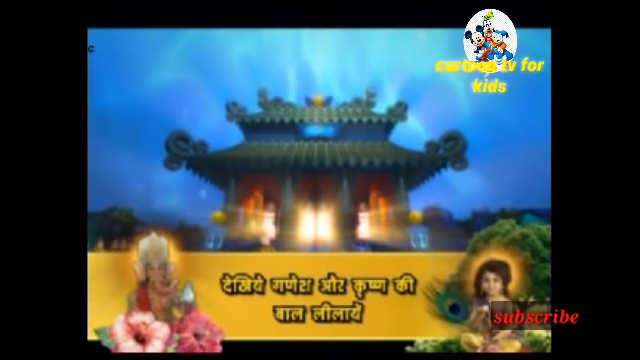 cartoon tv for
kids
देखिये गणेश और कृष्ण की
बाल लीलायें
subscribe